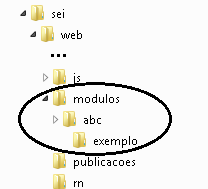 sei
web
...
js
modulos
abc
exemplo
publicacoes
rn